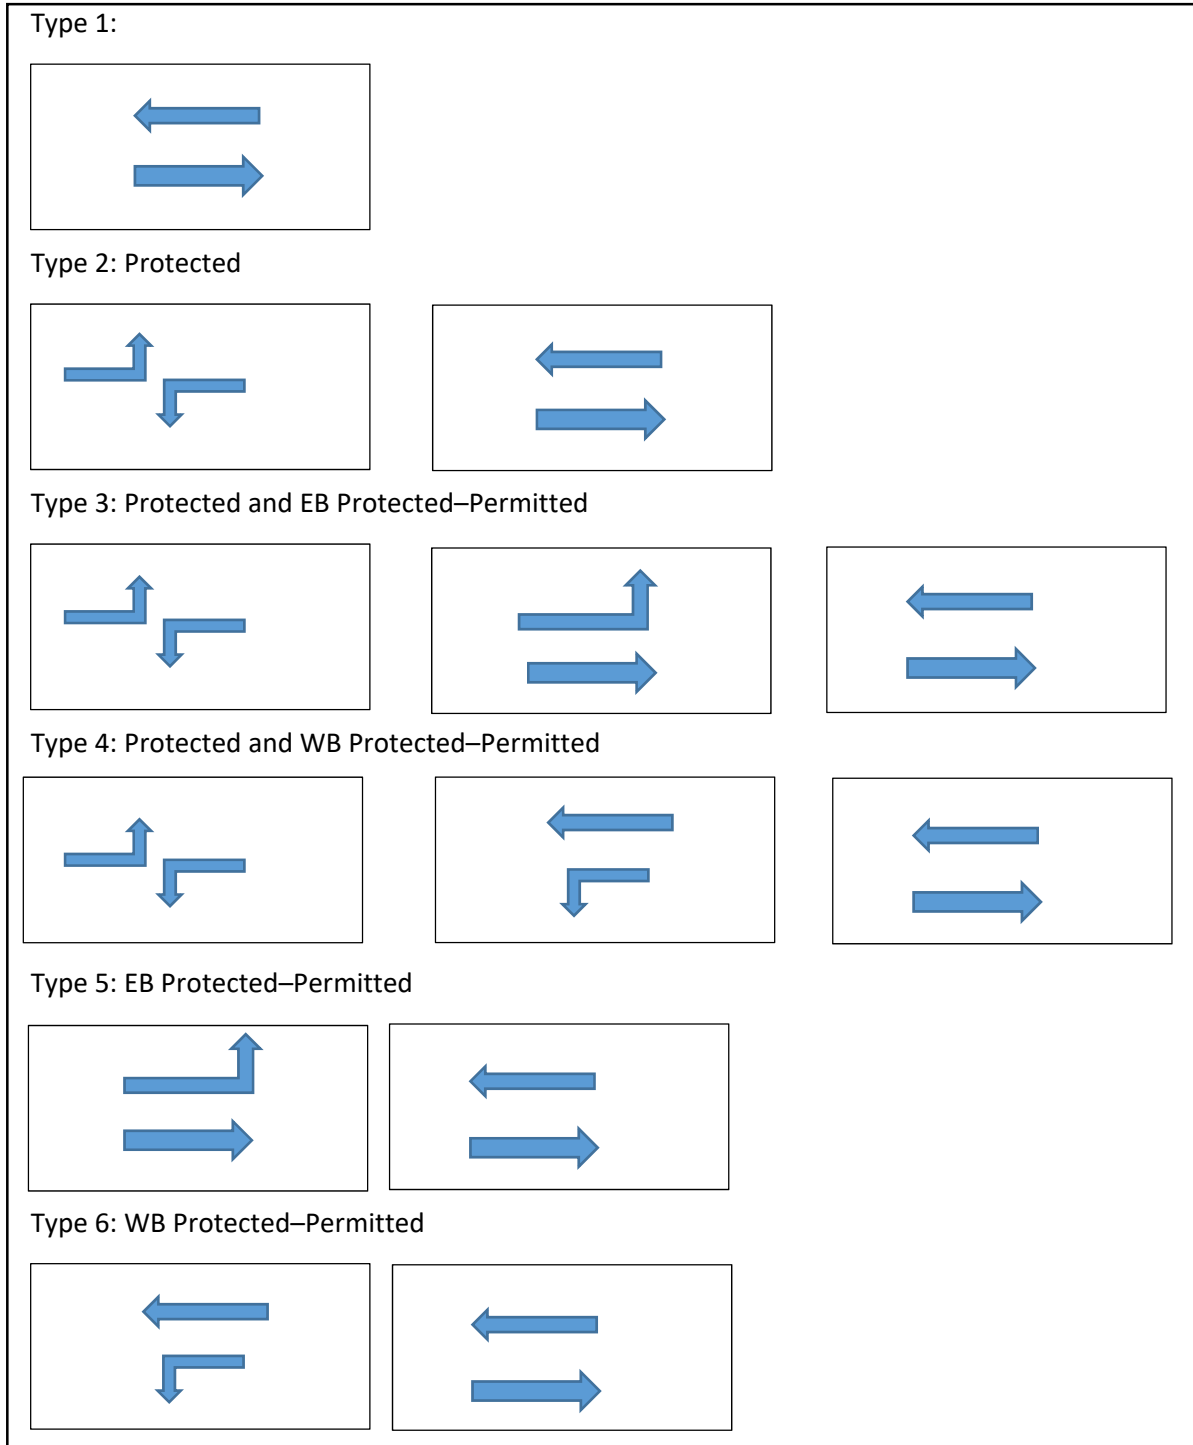 Type 1:
Type 2: Protected
Type 3: Protected and EB Protected–Permitted
Type 4: Protected and WB Protected–Permitted
Type 5: EB Protected–Permitted
Type 6: WB Protected–Permitted